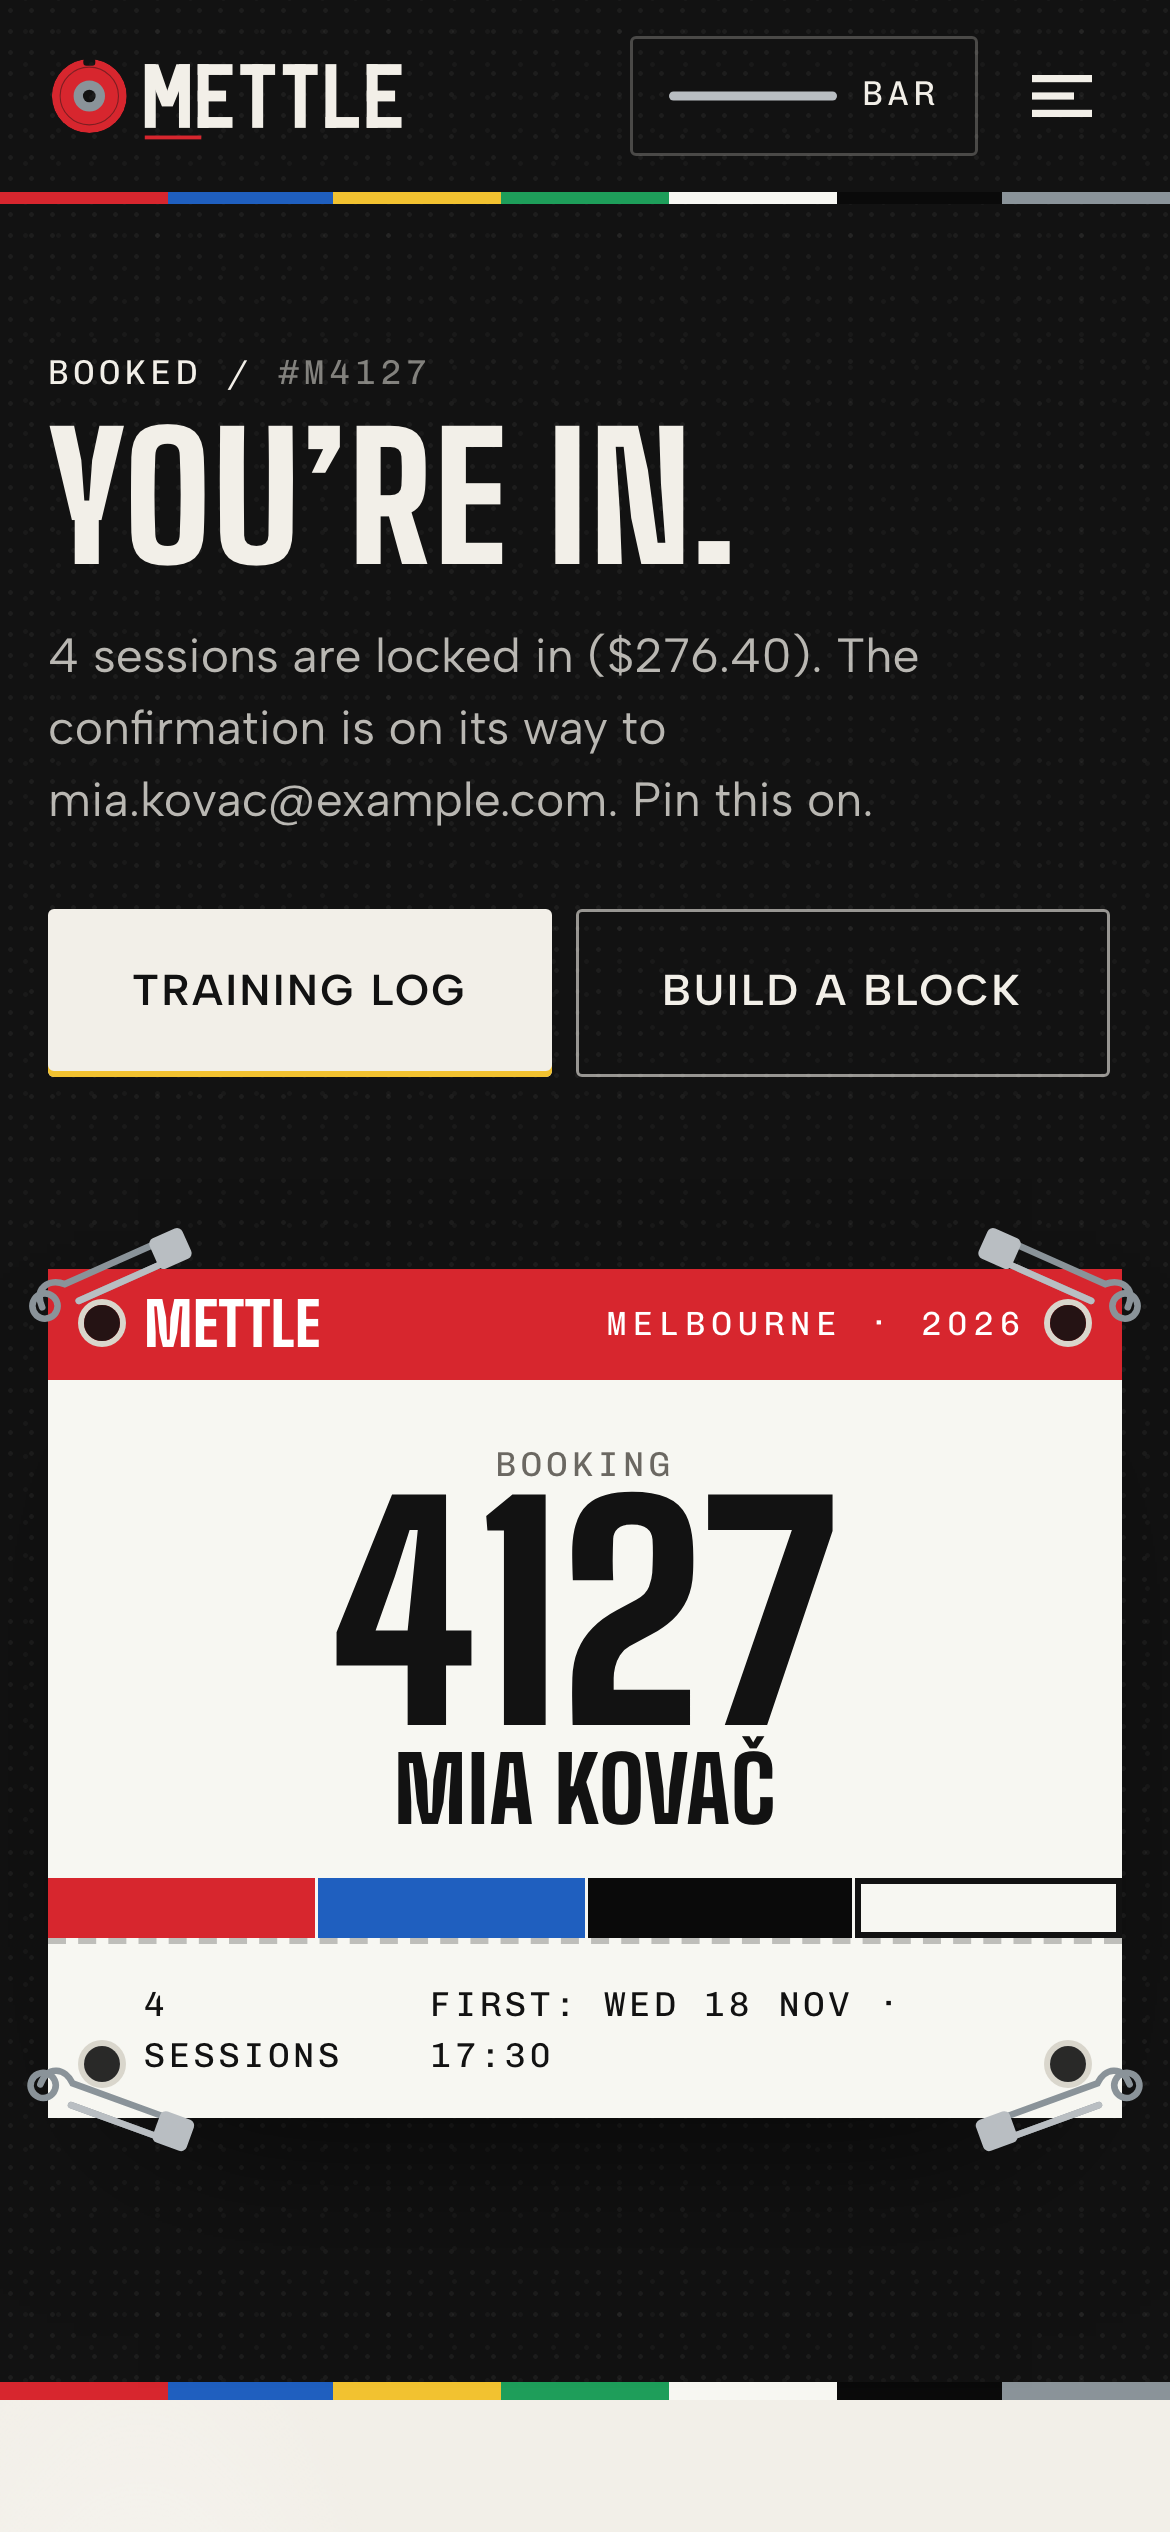 METTLE
BAR
BOOKED / #M4127
YOU’RE IN.
4 sessions are locked in ($276.40). The
confirmation is on its way to
mia.kovac@example.com. Pin this on.
TRAINING LOG
BUILD A BLOCK
METTLE
MELBOURNE · 2026
BOOKING
4127
MIA KOVAČ
4
SESSIONS
FIRST: WED 18 NOV ·
17:30